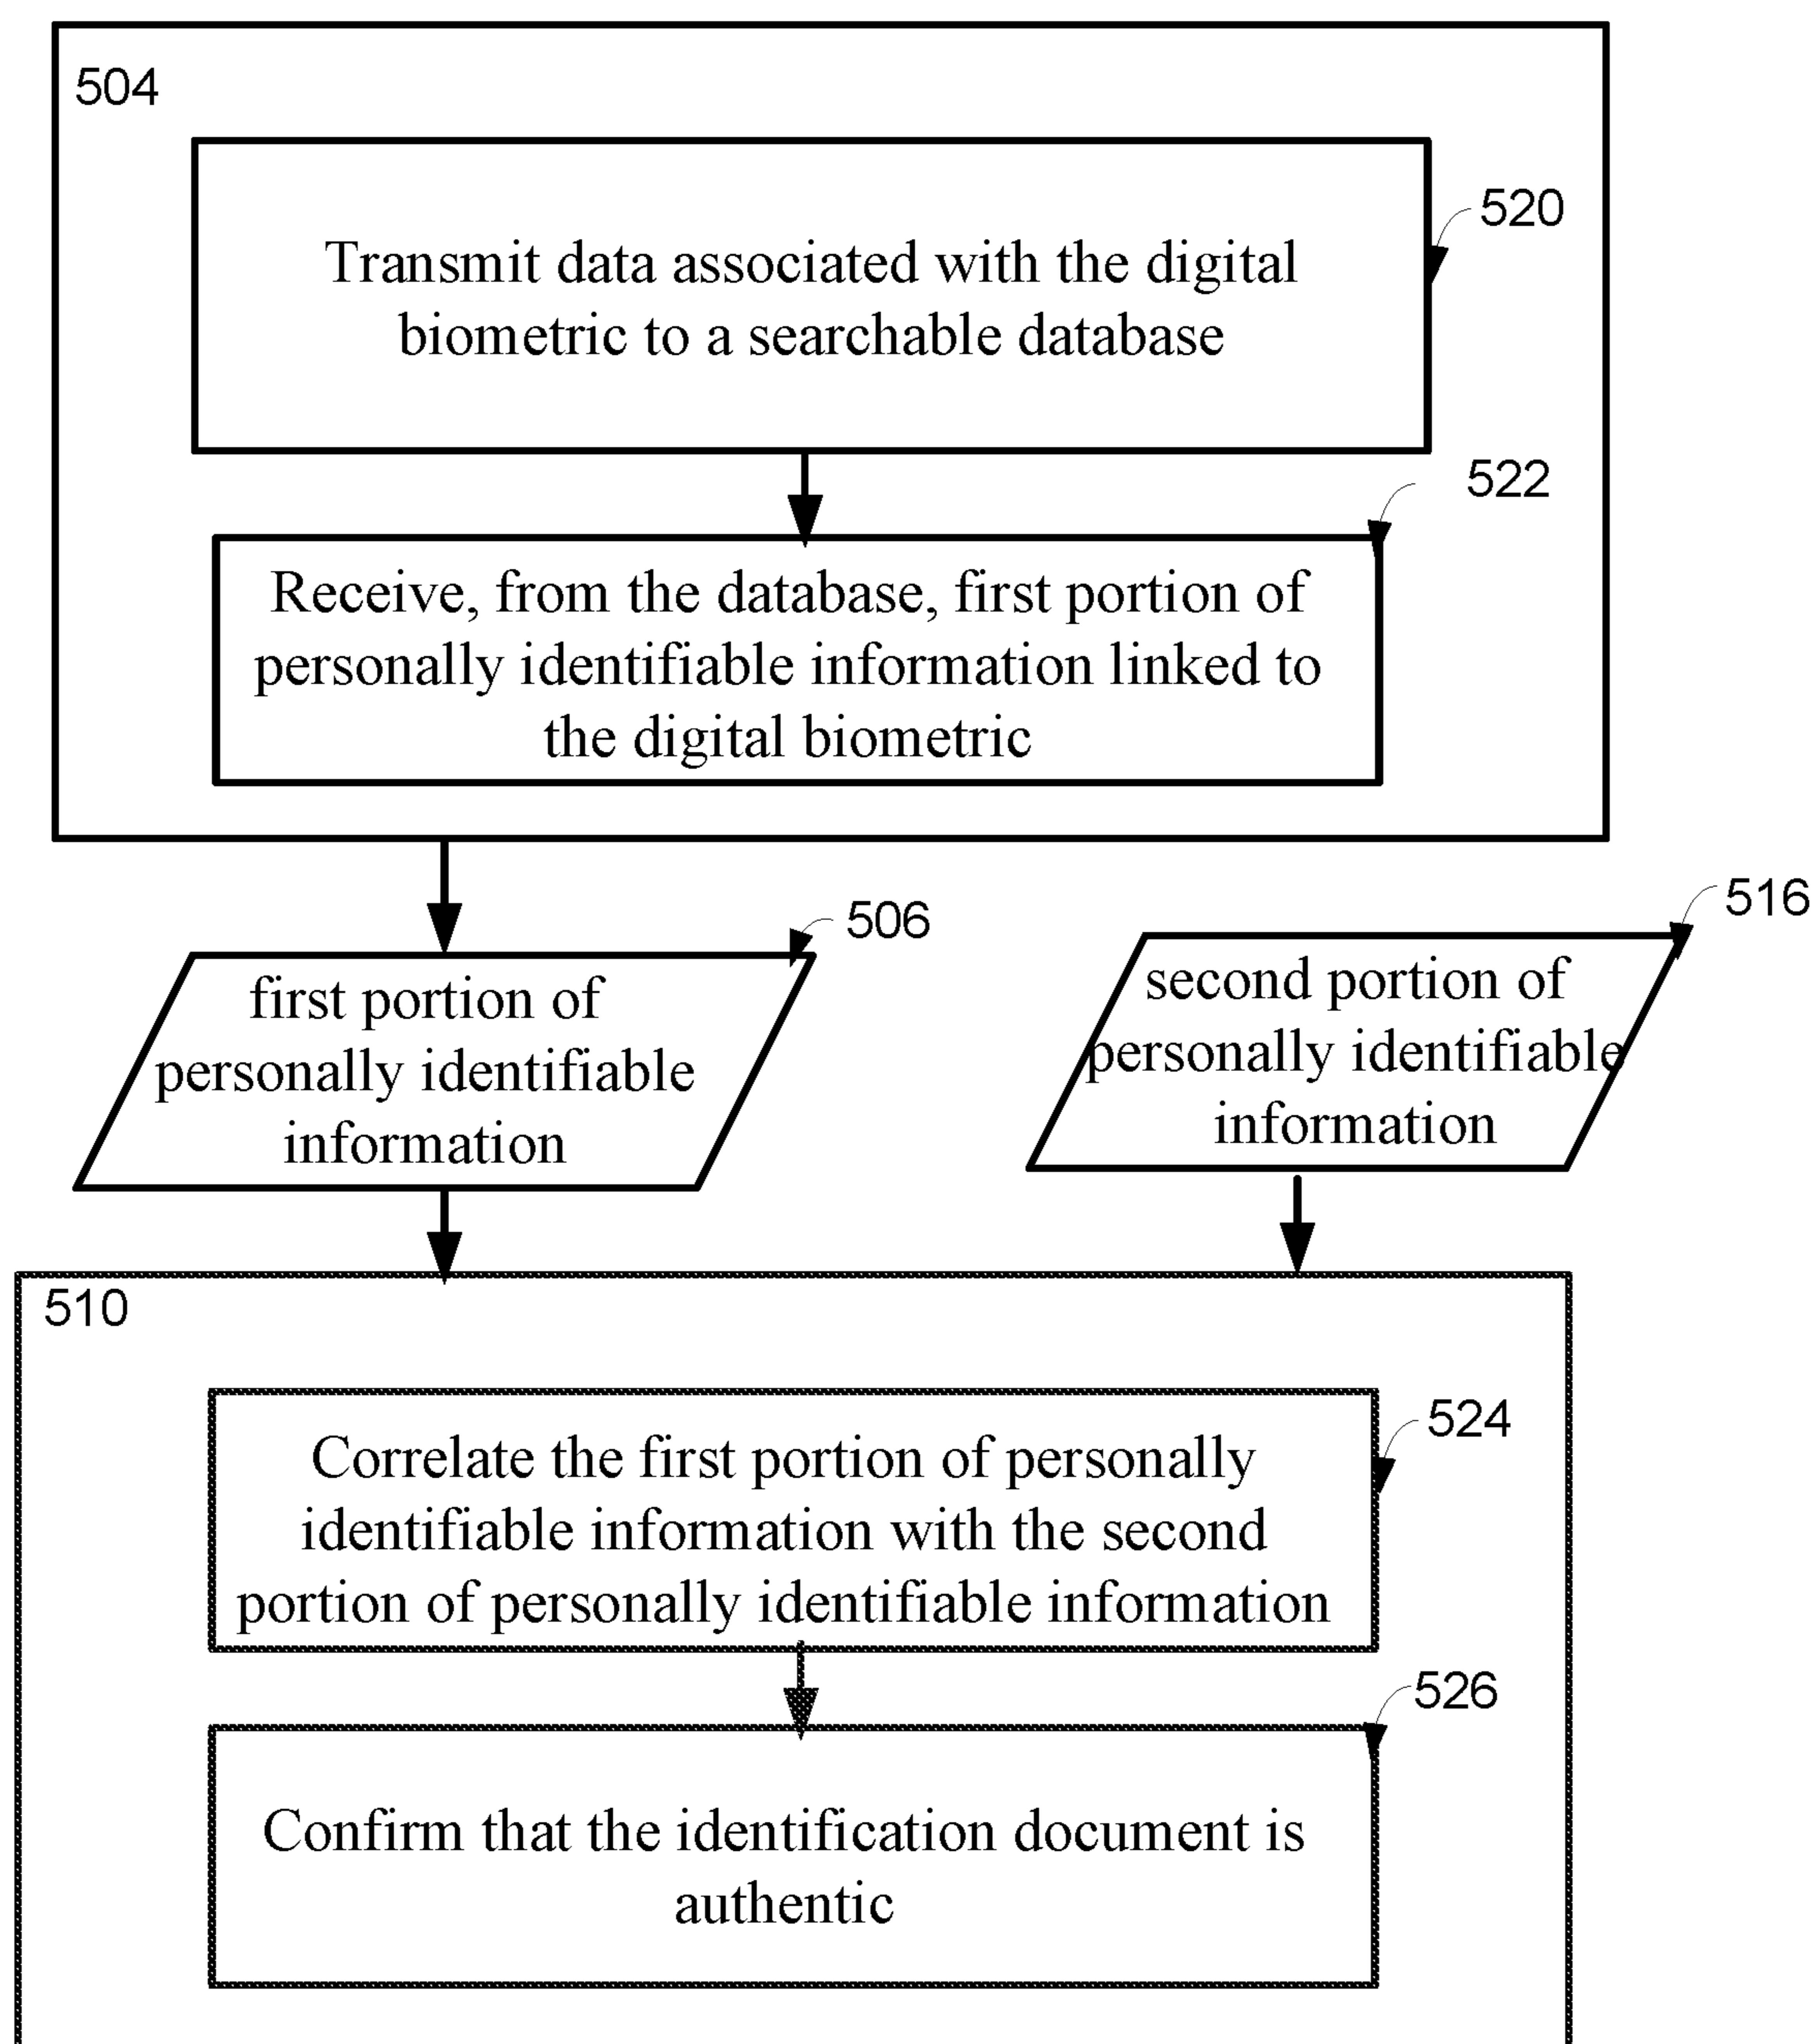 504
Transmit data associated with the digital
biometric to a searchable database
520
522
Receive, from the database, first portion of
personally identifiable information linked to
the digital biometric
506
first portion of
personally identifiable
information
516
second portion of
personally identifiable
information
510
Correlate the first portion of personally
identifiable information with the second
portion of personally identifiable information
524
526
Confirm that the identification document is
authentic